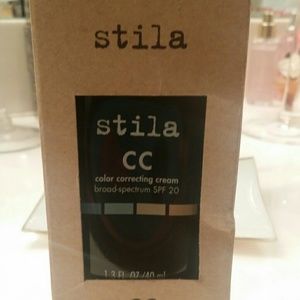 stila
stila
CC
color correcting cream
broad-spectrum SPF 20
1.3 FL OZ/40 ml